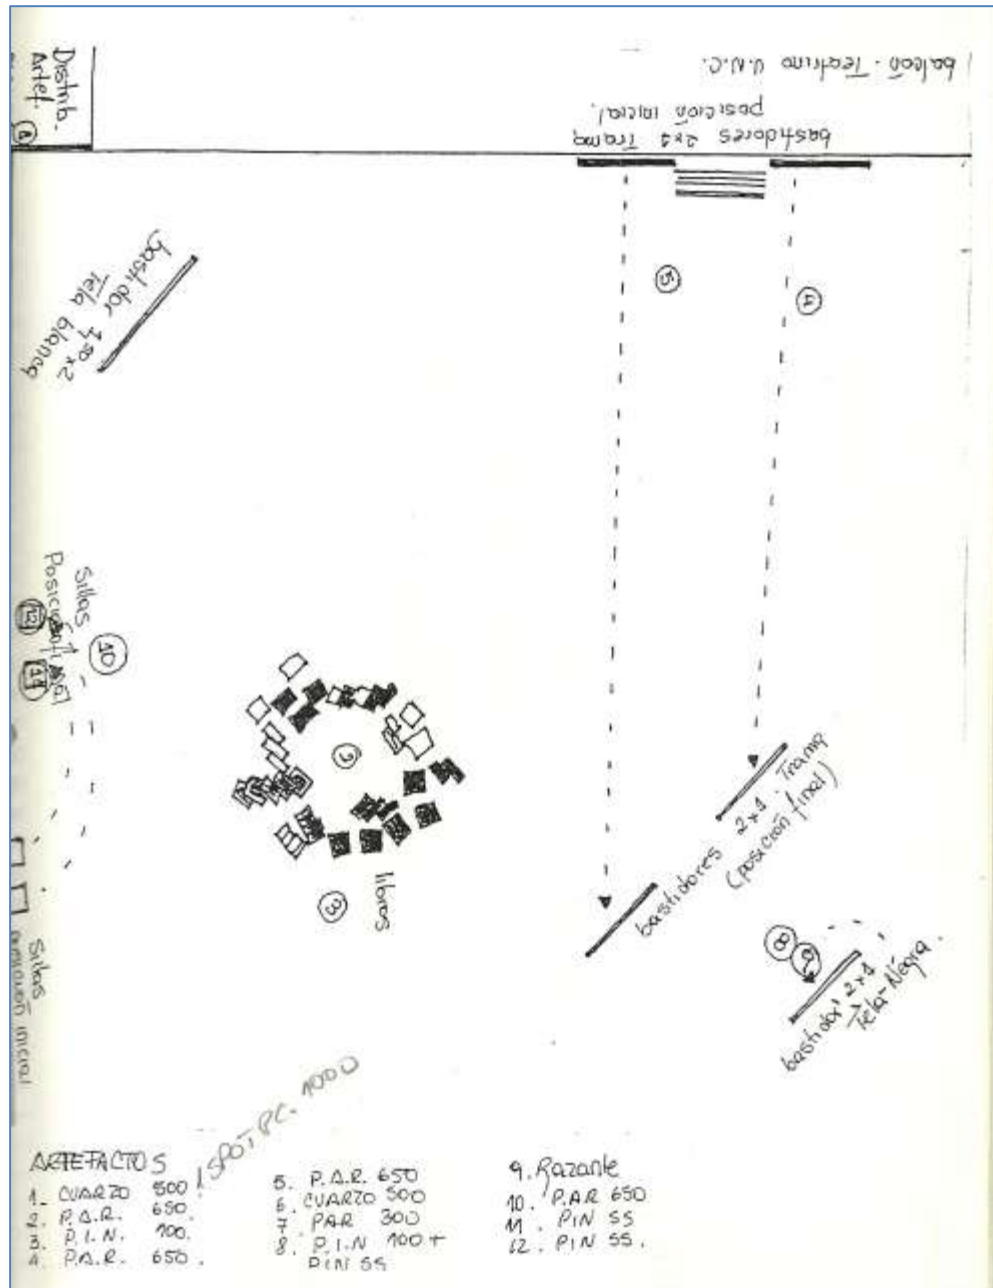 Distrib.
Artef.
balcón - Teatrino U.N.C.
bastidores 2x1 Trama
posición inicial.
5
4
bastidor 3,50x2
Tela blanca
Sillas
Posición final
10
12
11
3
libros
bastidores 2x1. Trama
(posición final)
8
9
bastidor 2x1
Tela-Negra.
Sillas
posición inicial
SPOT, PC. 1000
ARTEFACTOS
1. CUARZO 500
2. P.A.R. 650.
3. P.I.N. 100.
4. P.A.R. 650.
5. P.A.R. 650
6. CUARZO 500
7 PAR 300
8. P.I.N 100 +
PIN 55
9. Razante
10. P.AR 650
11. PIN 55
12. PIN 55.